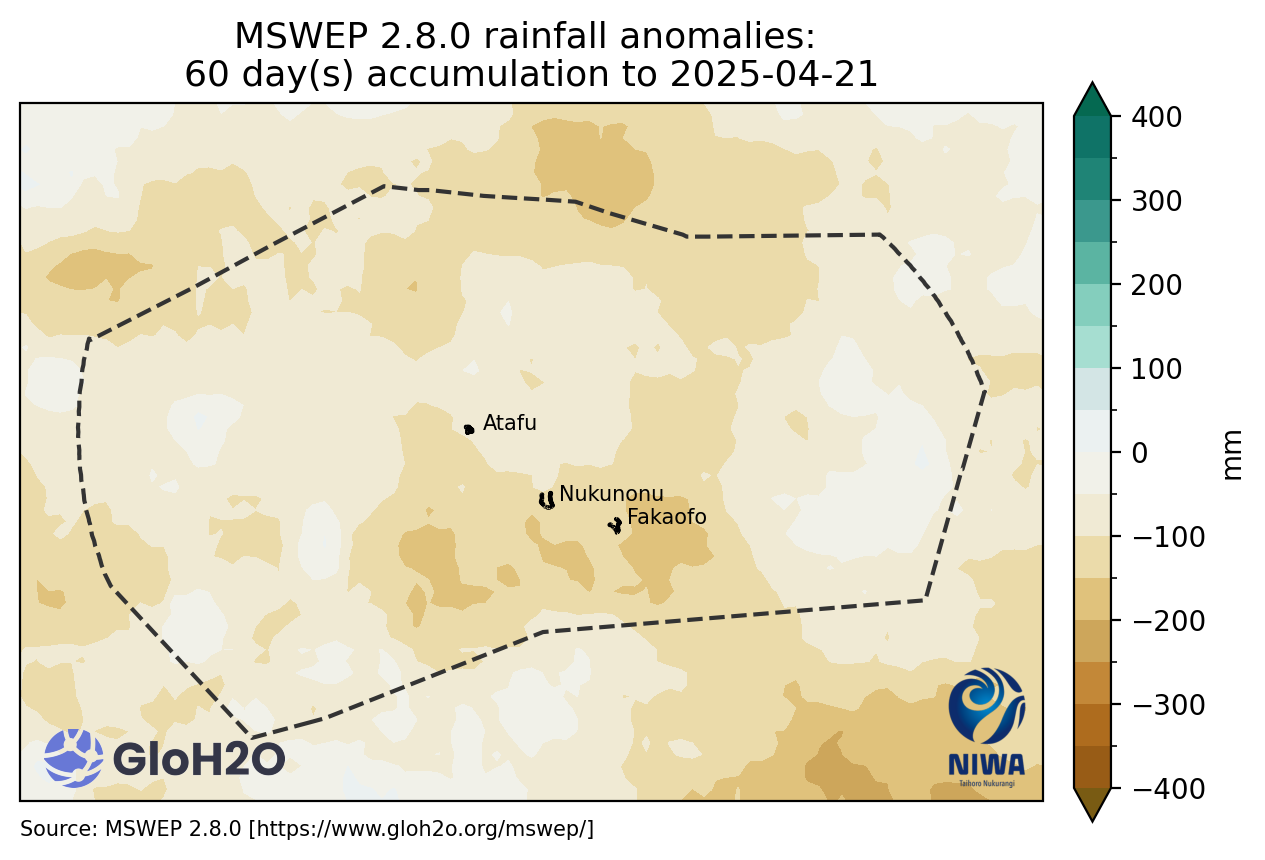 MSWEP 2.8.0 rainfall anomalies:
60 day(s) accumulation to 2025-04-21
400
300
200
100
0
−100
−200
−300
−400
mm
Atafu
Nukunonu
Fakaofo
GloH2O
NIWA
Taihoro Nukurangi
Source: MSWEP 2.8.0 [https://www.gloh2o.org/mswep/]